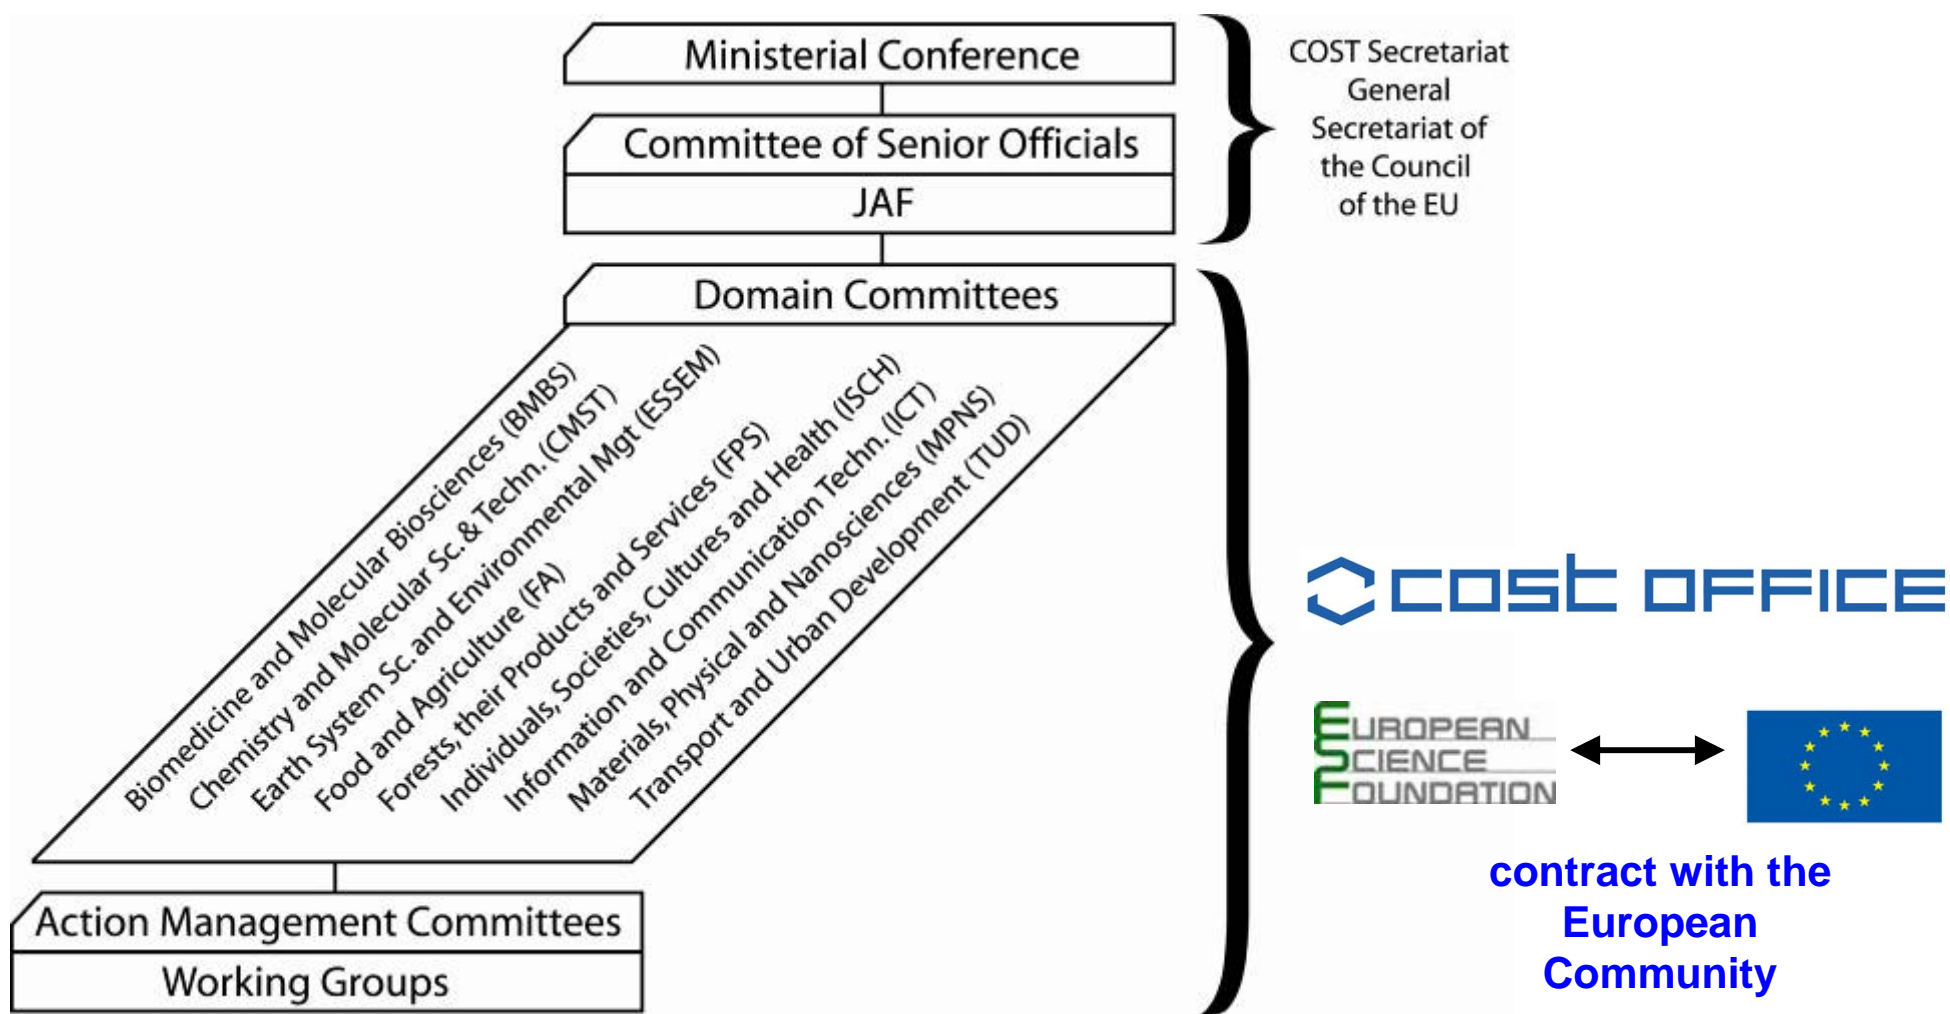 Ministerial Conference
Committee of Senior Officials
JAF
COST Secretariat
General
Secretariat of
the Council
of the EU
Domain Committees
Biomedicine and Molecular Biosciences (BMBS)
Chemistry and Molecular Sc. & Techn. (CMST)
Earth System Sc. and Environmental Mgt (ESSEM)
Food and Agriculture (FA)
Forests, their Products and Services (FPS)
Individuals, Societies, Cultures and Health (ISCH)
Information and Communication Techn. (ICT)
Materials, Physical and Nanosciences (MPNS)
Transport and Urban Development (TUD)
Action Management Committees
Working Groups
COST OFFICE
EUROPEAN
SCIENCE
FOUNDATION
contract with the
European
Community